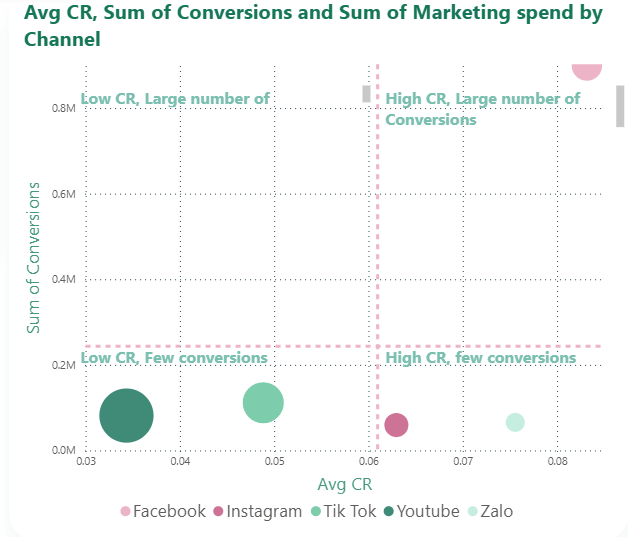 Avg CR, Sum of Conversions and Sum of Marketing spend by
Channel
Sum of Conversions
0.8M
0.6M
0.4M
0.2M
0.0M
Low CR, Large number of
High CR, Large number of
Conversions
Low CR, Few conversions
High CR, few conversions
0.03 0.04 0.05 0.06 0.07 0.08
Avg CR
Facebook Instagram Tik Tok Youtube Zalo